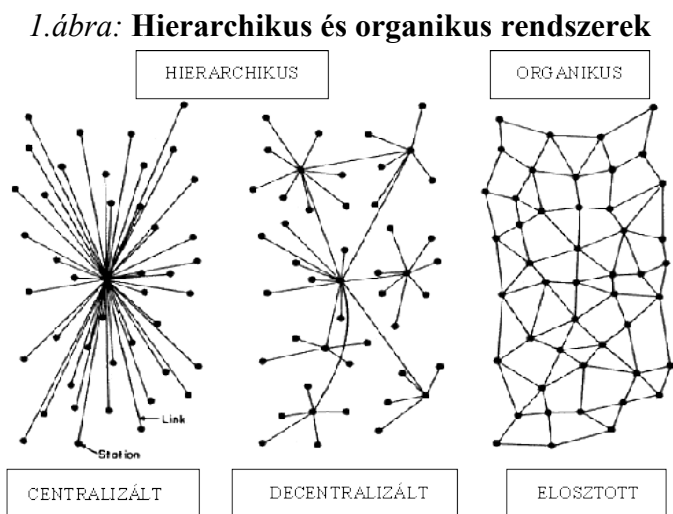 1.ábra: Hierarchikus és organikus rendszerek
HIERARCHIKUS
ORGANIKUS
Link
Station
CENTRALIZÁLT
DECENTRALIZÁLT
ELOSZTOTT